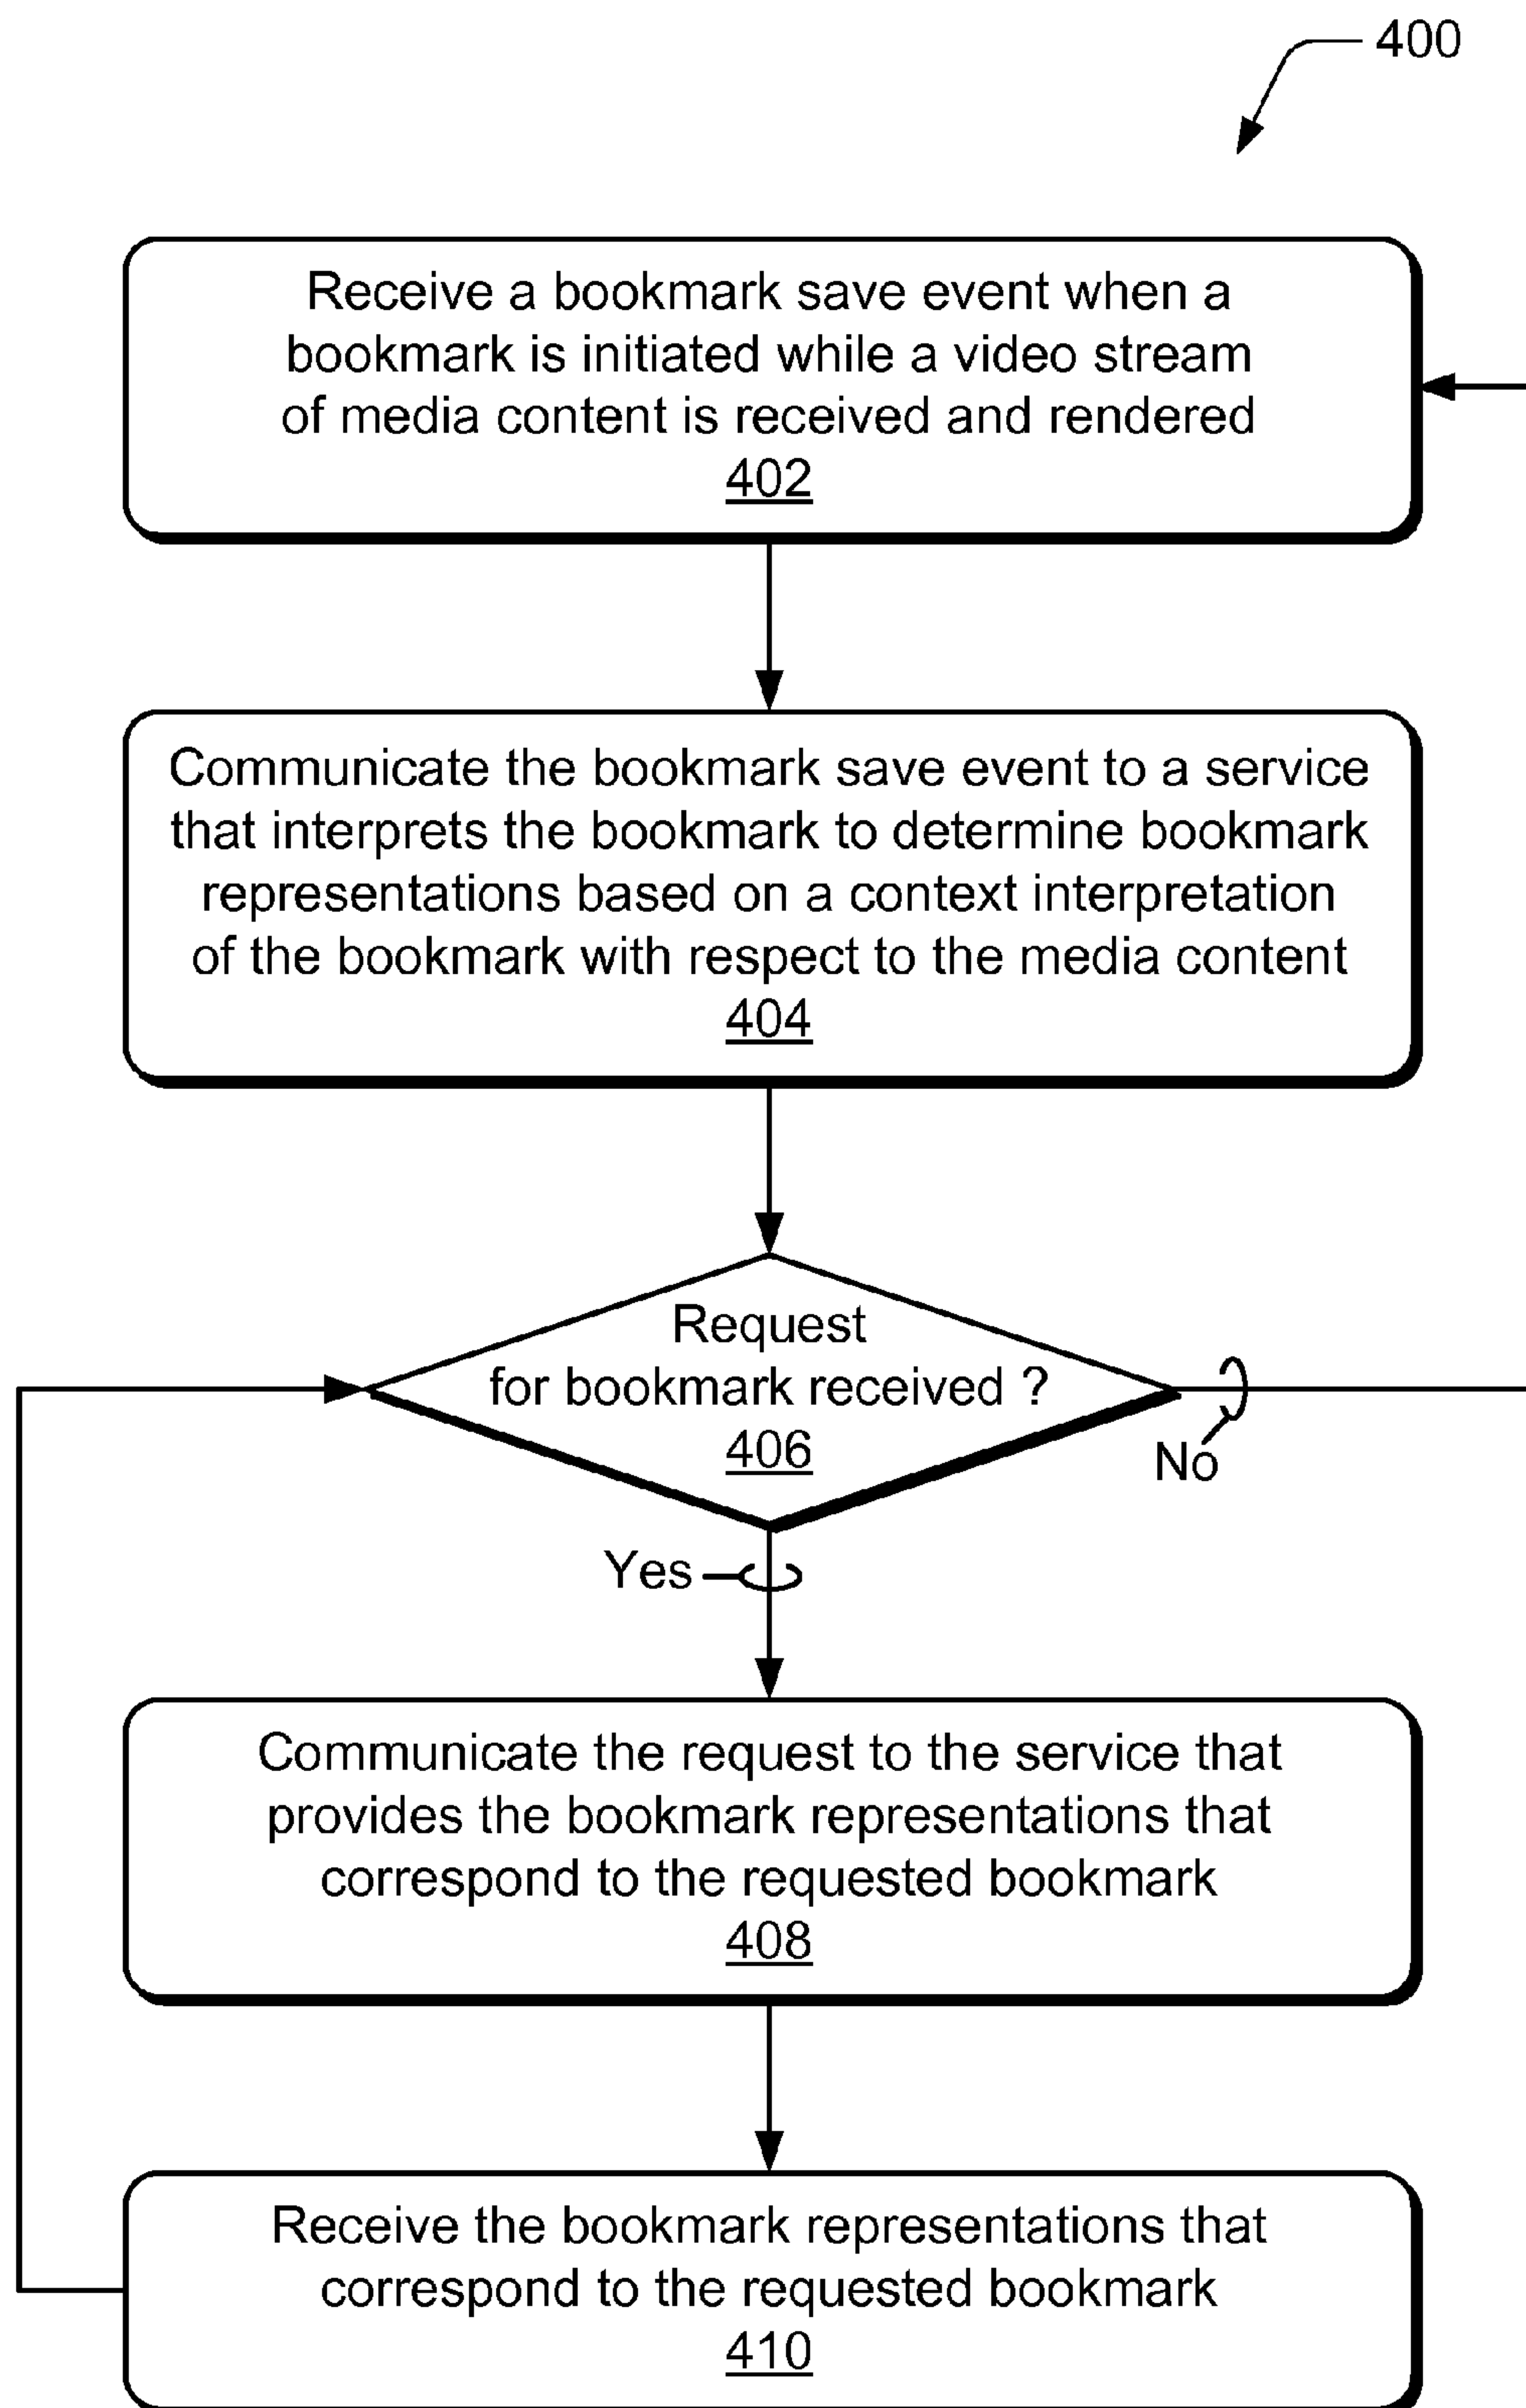 400
Receive a bookmark save event when a
bookmark is initiated while a video stream
of media content is received and rendered
402
Communicate the bookmark save event to a service
that interprets the bookmark to determine bookmark
representations based on a context interpretation
of the bookmark with respect to the media content
404
Request
for bookmark received ?
406
No
Yes
Communicate the request to the service that
provides the bookmark representations that
correspond to the requested bookmark
408
Receive the bookmark representations that
correspond to the requested bookmark
410